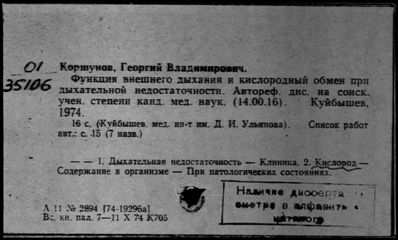 01
35106
Коршунов, Георгий Владимирович.
Функция внешнего дыхания и кислородный обмен при
дыхательной недостаточности. Автореф. дис. на соиск.
учен. степени канд. мед. наук. (14.00.16). Куйбышев,
1974.
16 с. (Куйбышев. мед. ин-т им. Д. И. Ульянова). Список работ
авт.: с. 15 (7 назв.)
— — 1. Дыхательная недостаточность — Клиника. 2. Кислород —
Содержание в организме — При патологических состояниях.
Наличие диссерта
смотри в алфавитн
каталоге
А 11 № 2894 [74-19296а]
Вс. кн. пал. 7—11 X 74 К705